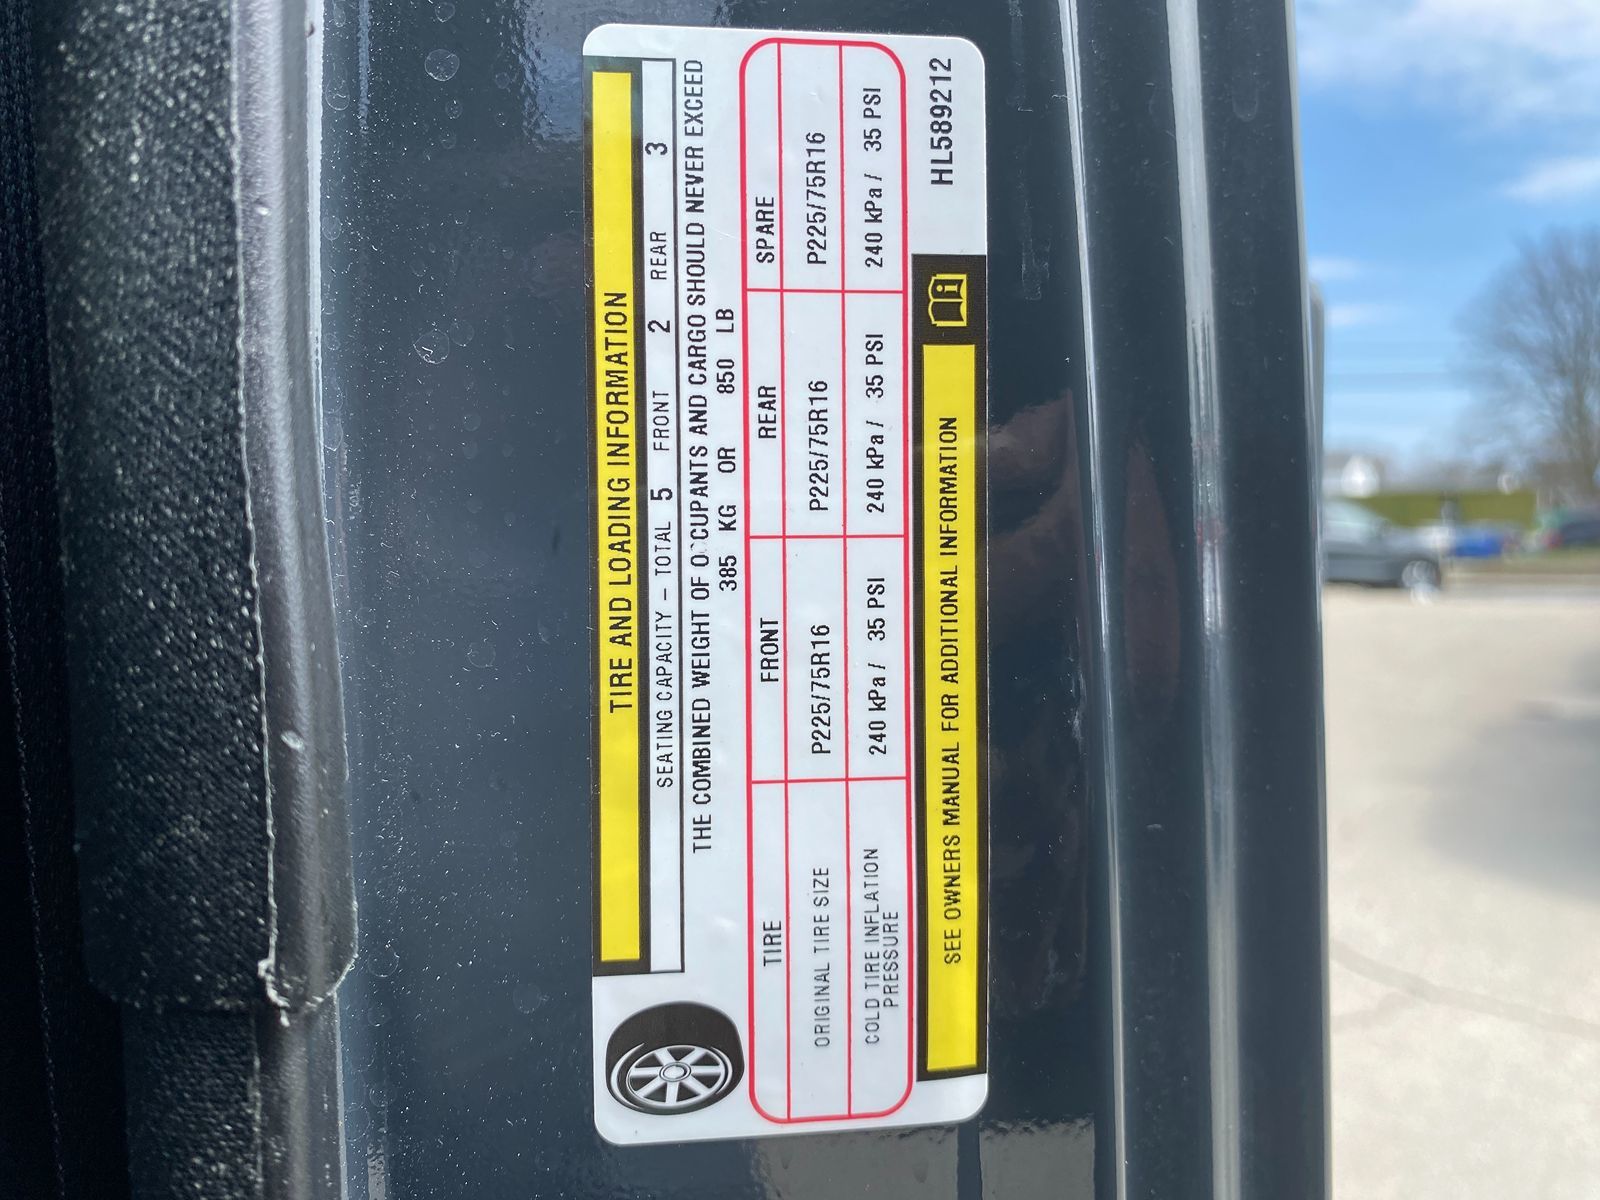 TIRE AND LOADING INFORMATION
SEATING CAPACITY - TOTAL 5 FRONT 2 REAR 3
THE COMBINED WEIGHT OF OCCUPANTS AND CARGO SHOULD NEVER EXCEED
385 KG OR 850 LB
TIRE FRONT REAR SPARE
ORIGINAL TIRE SIZE P225/75R16 P225/75R16 P225/75R16
COLD TIRE INFLATION
PRESSURE 240 kPa / 35 PSI 240 kPa / 35 PSI 240 kPa / 35 PSI
SEE OWNERS MANUAL FOR ADDITIONAL INFORMATION
HL589212